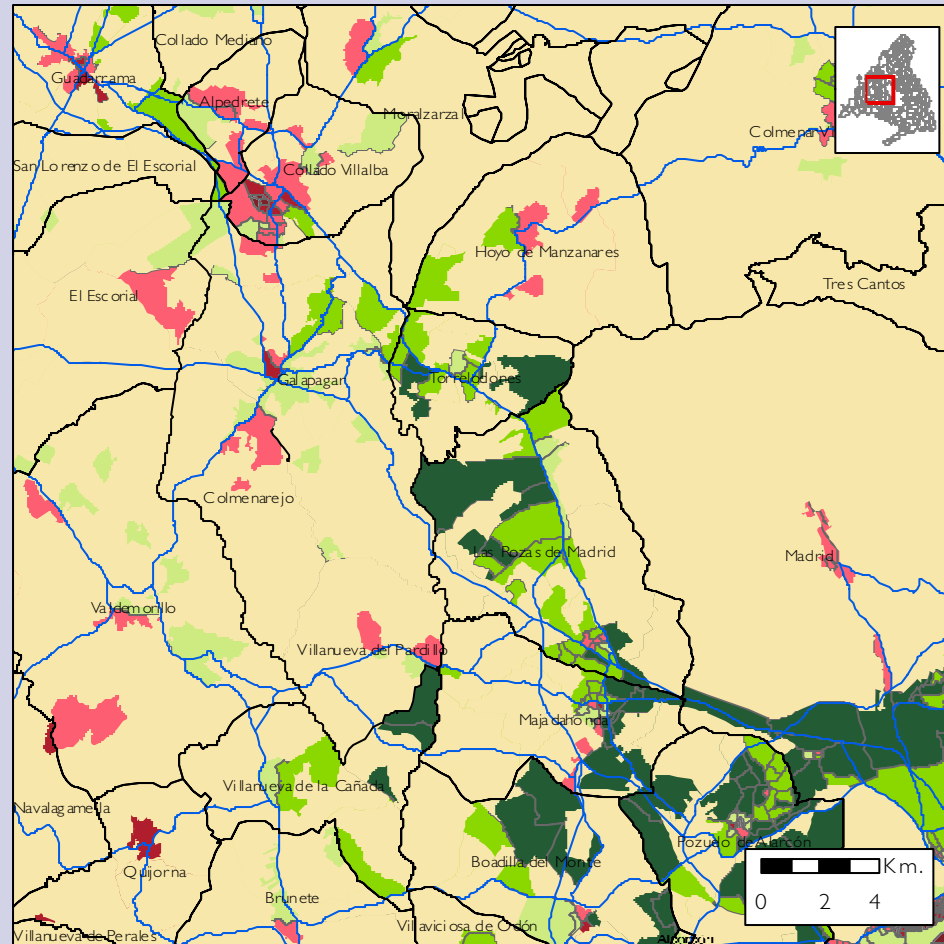 Collado Mediano
Guadarrama
Alpedrete
Moralzarzal
Colmenar Vi
San Lorenzo de El Escorial
Collado Villalba
Hoyo de Manzanares
Tres Cantos
El Escorial
Galapagar
Torrelodones
Colmenarejo
Las Rozas de Madrid
Madrid
Valdemorillo
Villanueva del Pardillo
Majadahonda
Villanueva de la Cañada
Navalagamella
Pozuelo de Alarcón
Boadilla del Monte
Quijorna
Km.
0 2 4
Brunete
Villaviciosa de Odón
Villanueva de Perales
Alcorcón